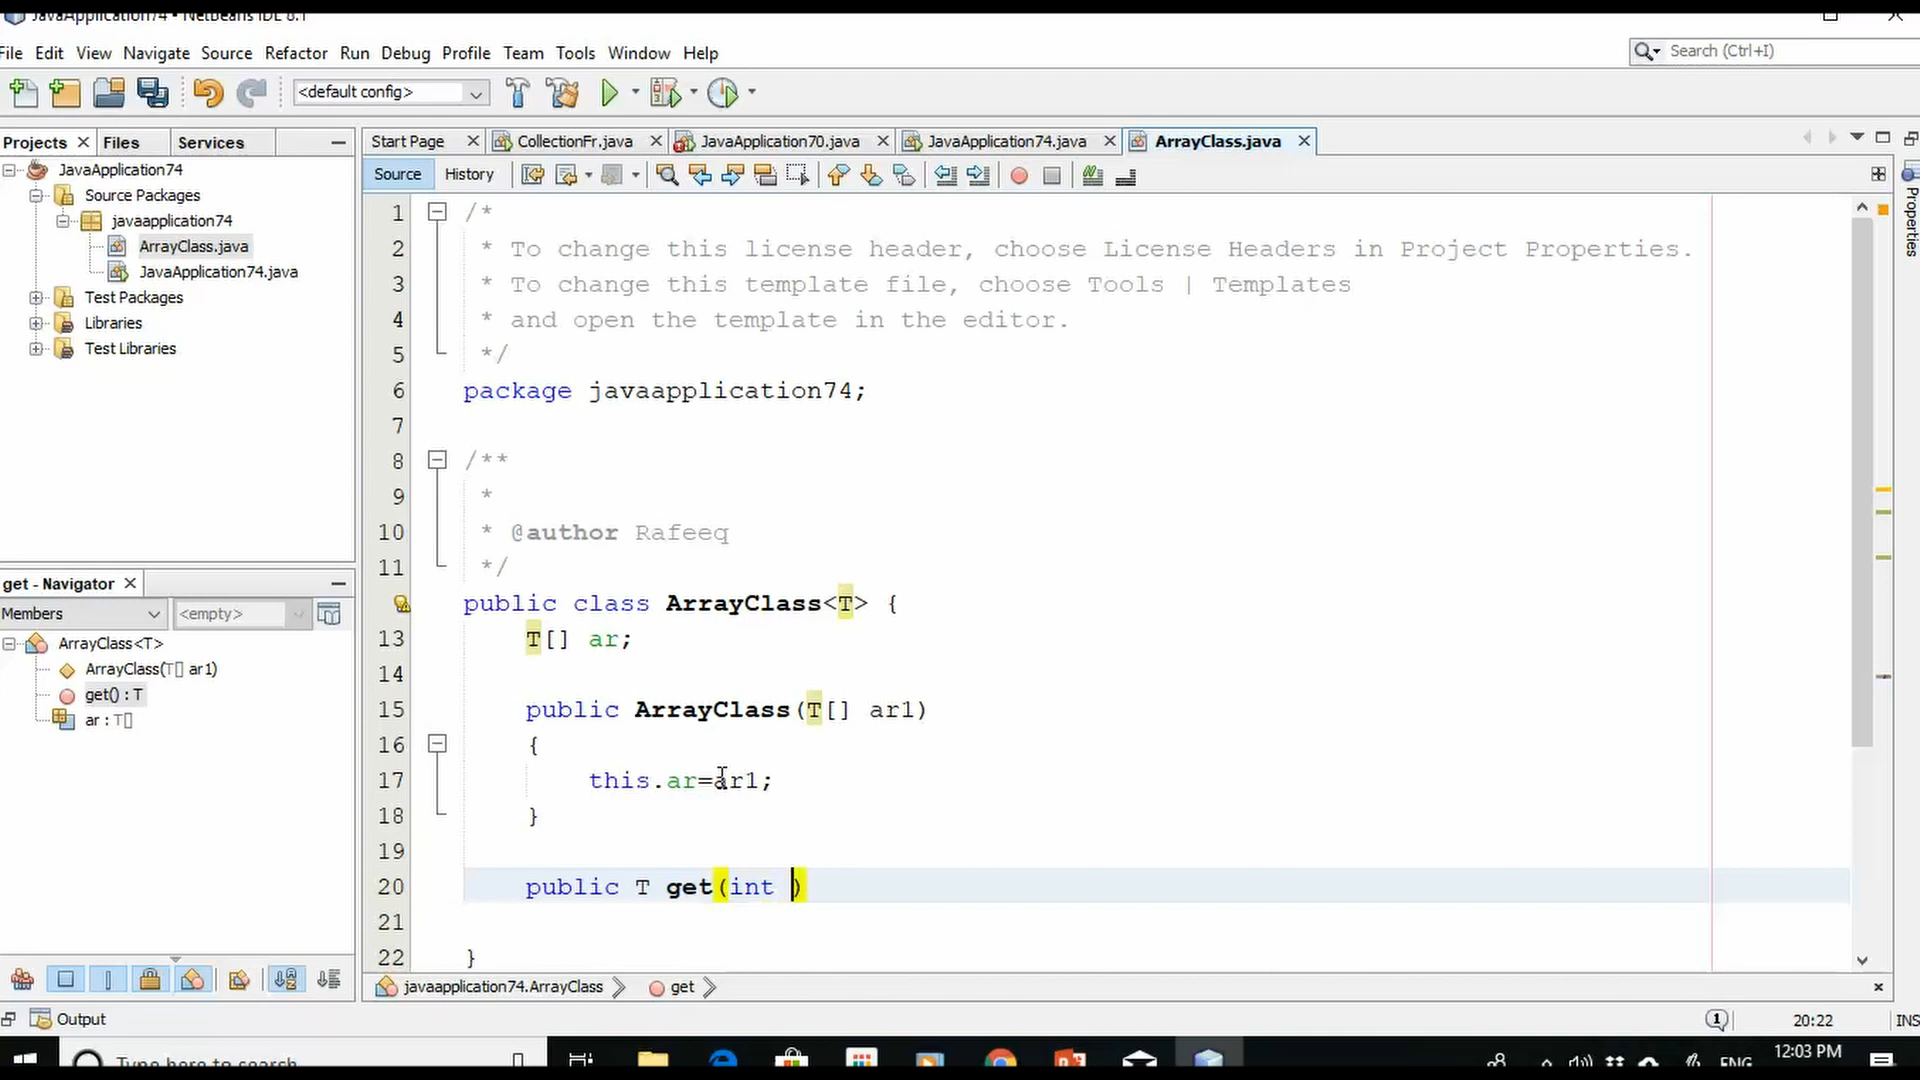 JavaApplication74 - NetBeans IDE 8.1
File Edit View Navigate Source Refactor Run Debug Profile Team Tools Window Help
Search (Ctrl+I)
<default config>
Projects Files Services
Start Page CollectionFr.java JavaApplication70.java JavaApplication74.java ArrayClass.java
Source History
JavaApplication74
Source Packages
javaapplication74
ArrayClass.java
JavaApplication74.java
Test Packages
Libraries
Test Libraries
get - Navigator
Members <empty>
ArrayClass<T>
ArrayClass(T[] ar1)
get() : T
ar : T[]
1 /*
2 * To change this license header, choose License Headers in Project Properties.
3 * To change this template file, choose Tools | Templates
4 * and open the template in the editor.
5 */
6 package javaapplication74;
7
8 /**
9 *
10 * @author Rafeeq
11 */
public class ArrayClass<T> {
13 T[] ar;
14
15 public ArrayClass(T[] ar1)
16 {
17 this.ar=ar1;
18 }
19
20 public T get(int )
21
22 }
Properties
javaapplication74.ArrayClass get
Output
1
20:22 INS
Type here to search
ENG
12:03 PM